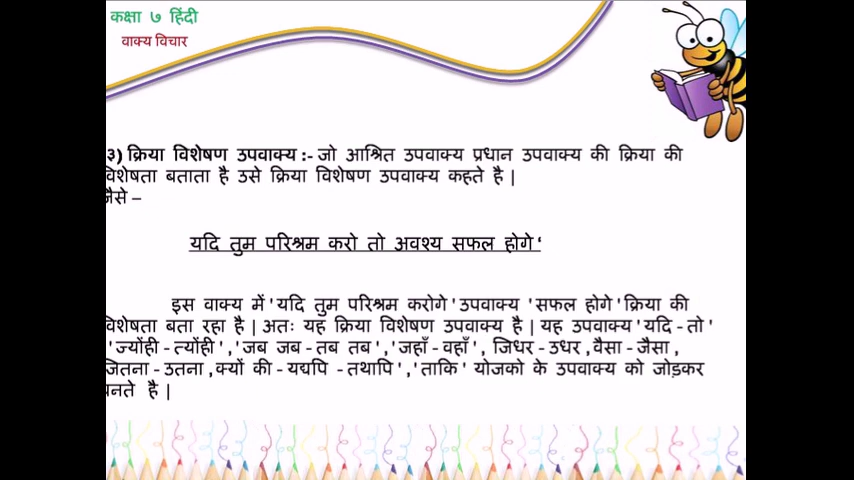 कक्षा ७ हिंदी
वाक्य विचार
३) क्रिया विशेषण उपवाक्य :- जो आश्रित उपवाक्य प्रधान उपवाक्य की क्रिया की
विशेषता बताता है उसे क्रिया विशेषण उपवाक्य कहते है |
जैसे –
यदि तुम परिश्रम करो तो अवश्य सफल होगे '
इस वाक्य में ' यदि तुम परिश्रम करोगे ' उपवाक्य ' सफल होगे ' क्रिया की
विशेषता बता रहा है | अतः यह क्रिया विशेषण उपवाक्य है | यह उपवाक्य ' यदि - तो '
' ज्योंही - त्योंही ' , ' जब जब - तब तब ' , ' जहाँ - वहाँ ' , जिधर - उधर , वैसा - जैसा ,
जितना - उतना , क्यों की - यद्यपि - तथापि ' , ' ताकि ' योजको के उपवाक्य को जोड़कर
बनते है |